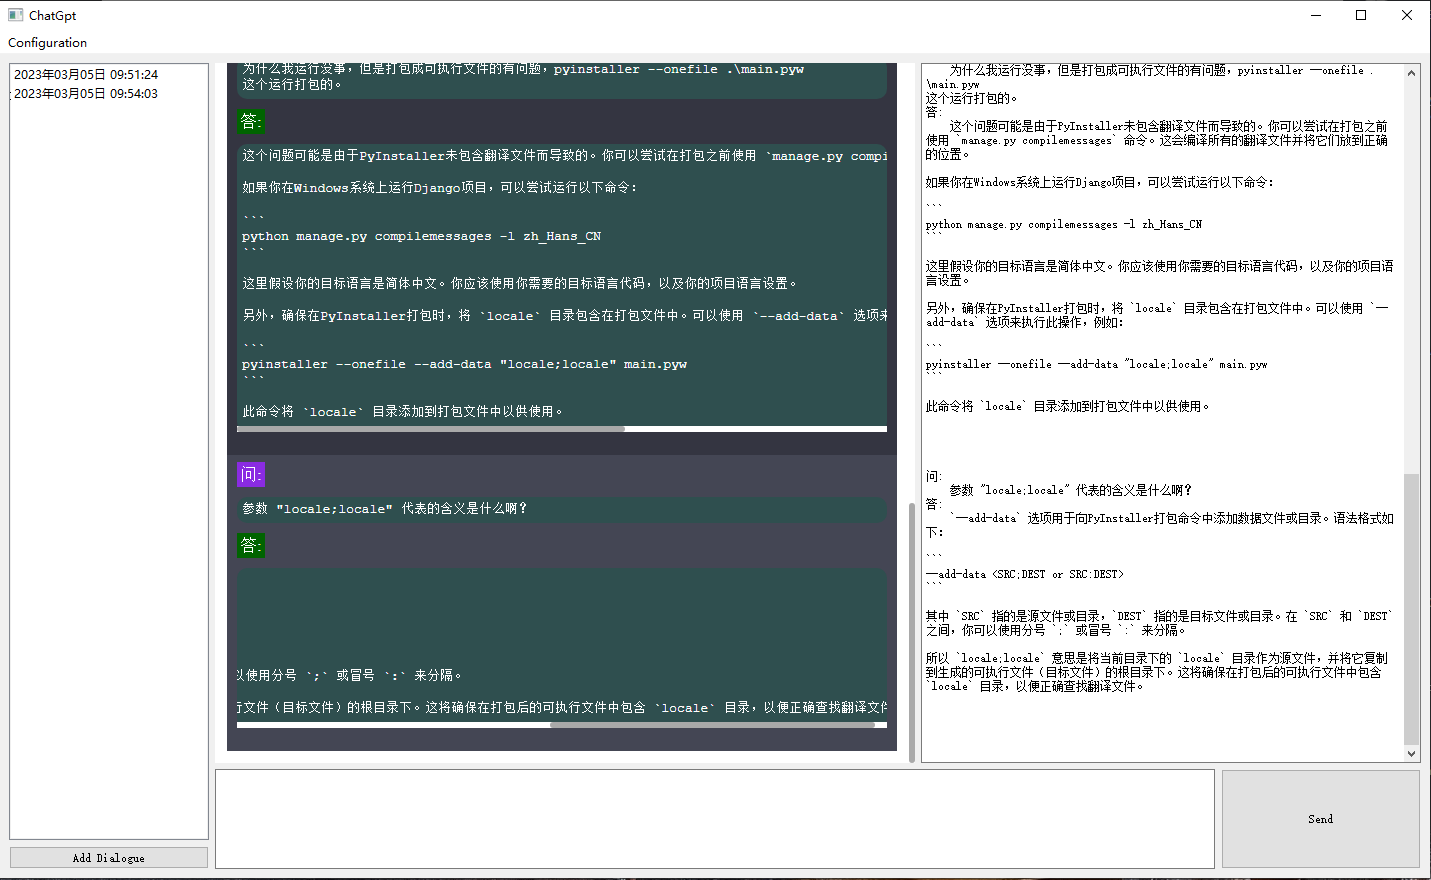 ChatGpt
Configuration
2023年03月05日 09:51:24
2023年03月05日 09:54:03
Add Dialogue
为什么我运行没事，但是打包成可执行文件的有问题，pyinstaller --onefile .\main.pyw
这个运行打包的。
答:
这个问题可能是由于PyInstaller未包含翻译文件而导致的。你可以尝试在打包之前使用 `manage.py compi
如果你在Windows系统上运行Django项目，可以尝试运行以下命令：
```
python manage.py compilemessages -l zh_Hans_CN
```
这里假设你的目标语言是简体中文。你应该使用你需要的目标语言代码，以及你的项目语言设置。
另外，确保在PyInstaller打包时，将 `locale` 目录包含在打包文件中。可以使用 `--add-data` 选项来
```
pyinstaller --onefile --add-data "locale;locale" main.pyw
```
此命令将 `locale` 目录添加到打包文件中以供使用。
问:
参数 "locale;locale" 代表的含义是什么啊？
答:
以使用分号 `;` 或冒号 `:` 来分隔。
行文件（目标文件）的根目录下。这将确保在打包后的可执行文件中包含 `locale` 目录，以便正确查找翻译文件
为什么我运行没事，但是打包成可执行文件的有问题，pyinstaller --onefile .
\main.pyw
这个运行打包的。
答:
这个问题可能是由于PyInstaller未包含翻译文件而导致的。你可以尝试在打包之前
使用 `manage.py compilemessages` 命令。这会编译所有的翻译文件并将它们放到正确
的位置。
如果你在Windows系统上运行Django项目，可以尝试运行以下命令：
```
python manage.py compilemessages -l zh_Hans_CN
```
这里假设你的目标语言是简体中文。你应该使用你需要的目标语言代码，以及你的项目语
言设置。
另外，确保在PyInstaller打包时，将 `locale` 目录包含在打包文件中。可以使用 `--
add-data` 选项来执行此操作，例如：
```
pyinstaller --onefile --add-data "locale;locale" main.pyw
```
此命令将 `locale` 目录添加到打包文件中以供使用。
问:
参数 "locale;locale" 代表的含义是什么啊？
答:
`--add-data` 选项用于向PyInstaller打包命令中添加数据文件或目录。语法格式如
下：
```
--add-data <SRC;DEST or SRC:DEST>
```
其中 `SRC` 指的是源文件或目录，`DEST` 指的是目标文件或目录。在 `SRC` 和 `DEST`
之间，你可以使用分号 `;` 或冒号 `:` 来分隔。
所以 `locale;locale` 意思是将当前目录下的 `locale` 目录作为源文件，并将它复制
到生成的可执行文件（目标文件）的根目录下。这将确保在打包后的可执行文件中包含
`locale` 目录，以便正确查找翻译文件。
Send